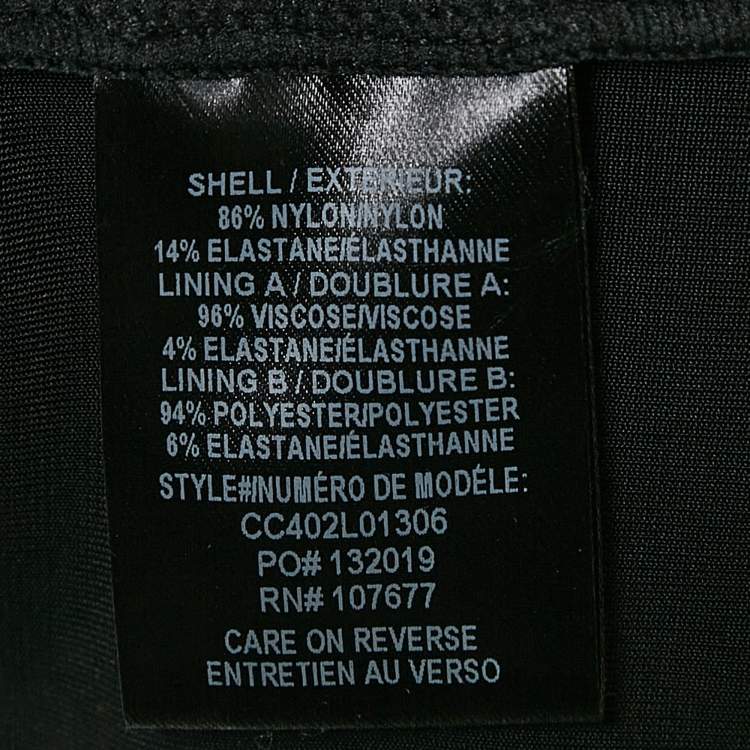 SHELL / EXTERIEUR:
86% NYLON/NYLON
14% ELASTANE/ÉLASTHANNE
LINING A / DOUBLURE A:
96% VISCOSE/VISCOSE
4% ELASTANE/ÉLASTHANNE
LINING B / DOUBLURE B:
94% POLYESTER/POLYESTER
6% ELASTANE/ÉLASTHANNE
STYLE#/NUMÉRO DE MODÉLE:
CC402L01306
PO# 132019
RN# 107677
CARE ON REVERSE
ENTRETIEN AU VERSO